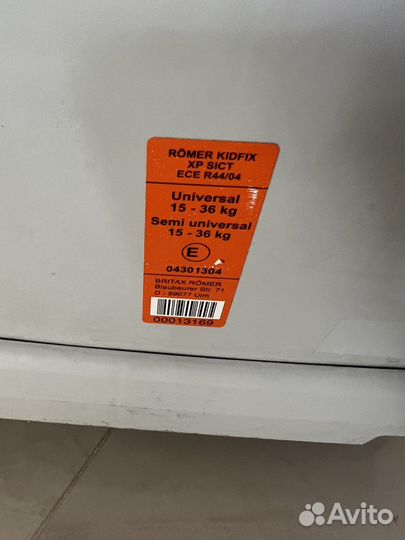 RÖMER KIDFIX
XP SICT
ECE R44/04
Universal
15 - 36 kg
Semi universal
15 - 36 kg
E
04301304
BRITAX RÖMER
Blaubeurer Str. 71
D - 89077 Ulm
00013169
Avito